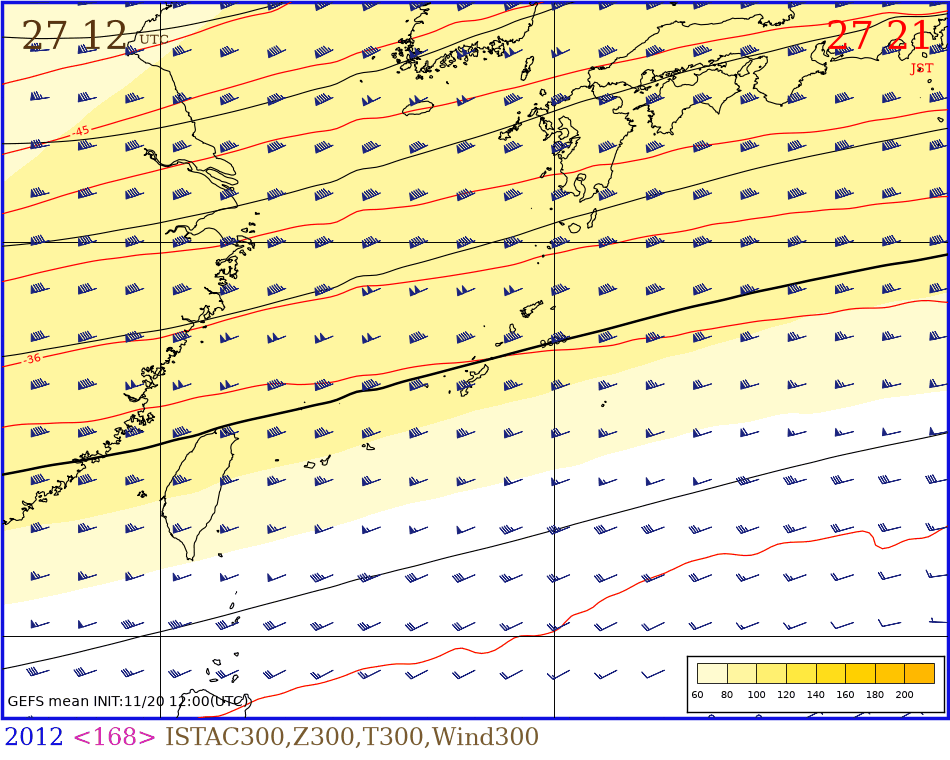 27 12 UTC
27 21
JST
-45
-36
9600
60 80 100 120 140 160 180 200
GEFS mean INIT:11/20 12:00(UTC)
2012 <168> ISTAC300,Z300,T300,Wind300